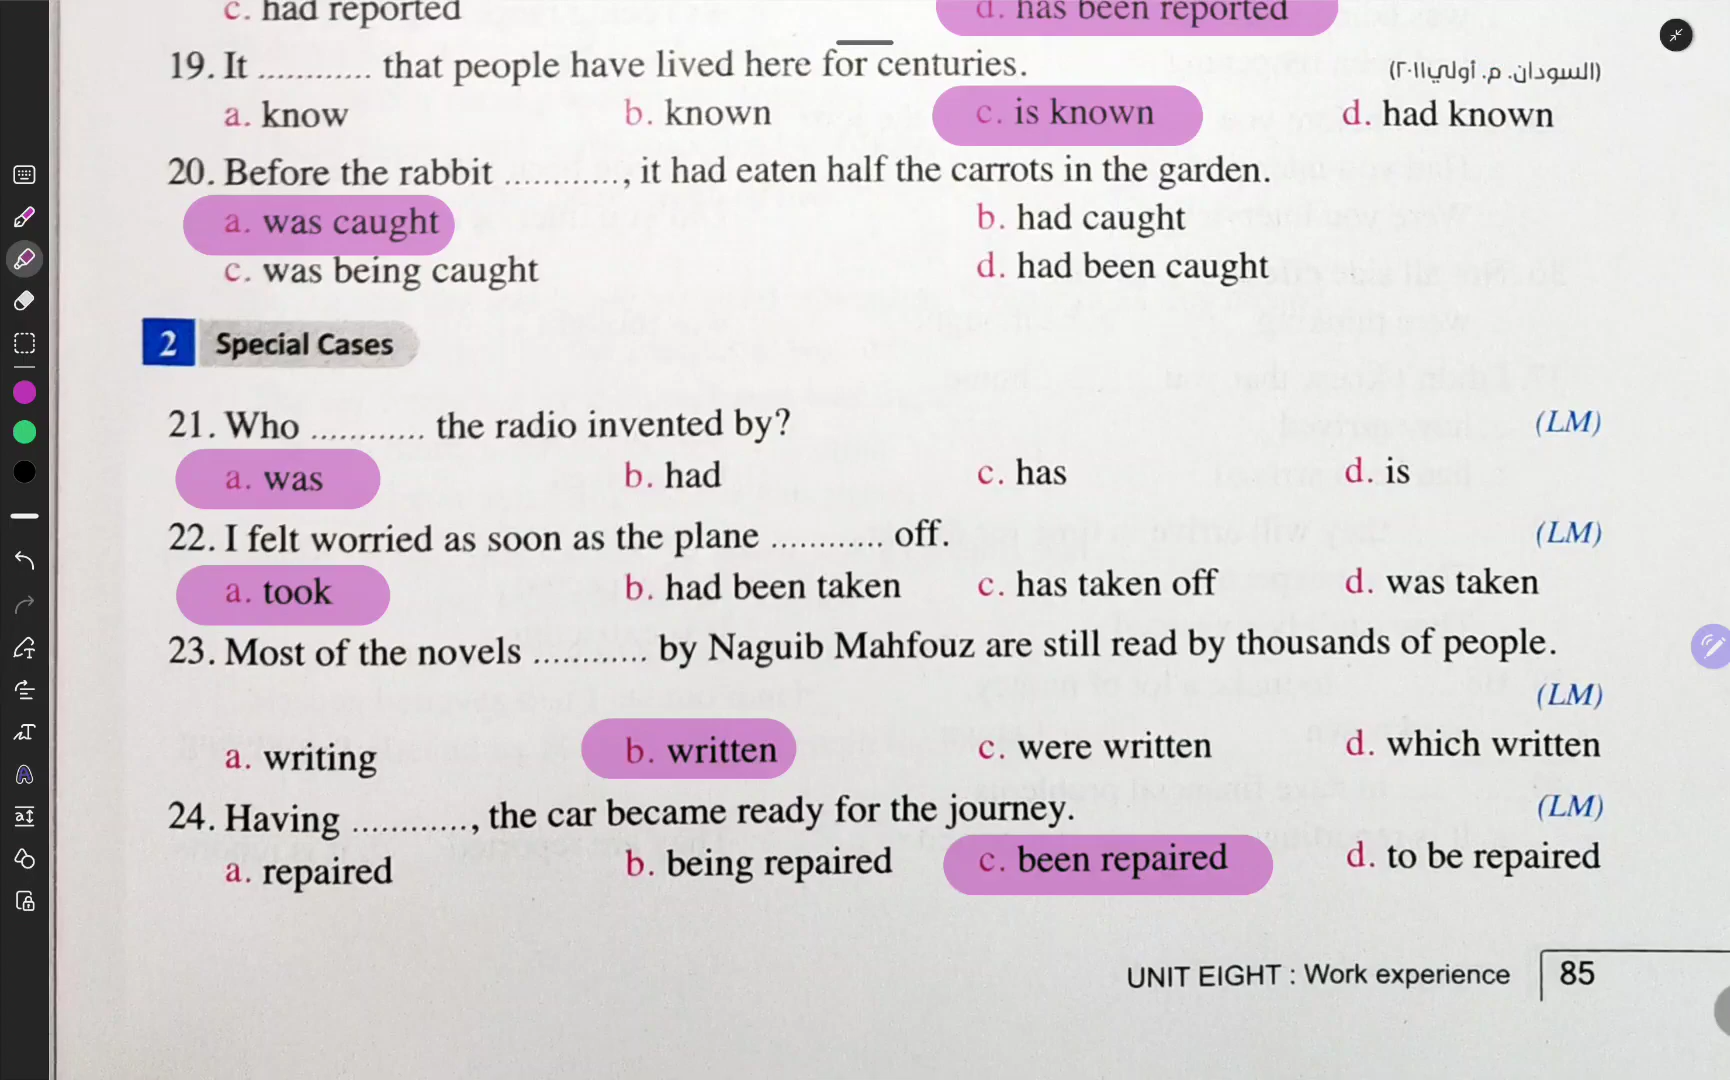 c. had reported d. has been reported
19. It ............ that people have lived here for centuries. (السودان. م. أولي٢٠١١)
a. know b. known c. is known d. had known
20. Before the rabbit ............, it had eaten half the carrots in the garden.
a. was caught b. had caught
c. was being caught d. had been caught
2 Special Cases
21. Who ............ the radio invented by? (LM)
a. was b. had c. has d. is
22. I felt worried as soon as the plane ............ off. (LM)
a. took b. had been taken c. has taken off d. was taken
23. Most of the novels ............ by Naguib Mahfouz are still read by thousands of people.
(LM)
a. writing b. written c. were written d. which written
24. Having ............, the car became ready for the journey. (LM)
a. repaired b. being repaired c. been repaired d. to be repaired
UNIT EIGHT : Work experience 85